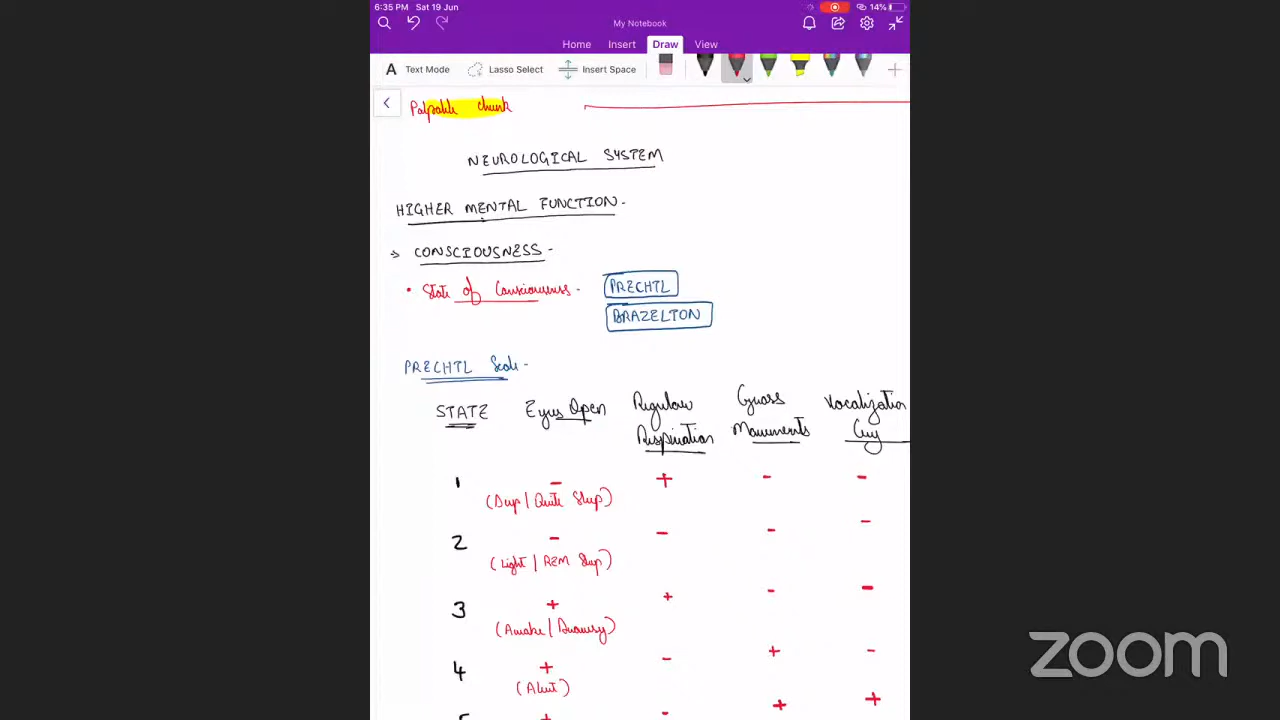 6:35 PM Sat 19 Jun 14%
My Notebook
Home Insert Draw View
A Text Mode Lasso Select Insert Space
Palpable chunk
NEUROLOGICAL SYSTEM
HIGHER MENTAL FUNCTION.
→ CONSCIOUSNESS -
• State of Consciousness. PRECHTL
BRAZELTON
PRECHTL Scale -
STATE Eyes Open Regular Respiration Gross Movements Vocalization Cry
1 - + - -
(Deep | Quite Sleep)
2 - - - -
(Light | REM Sleep)
3 + + - -
(Awake | Drowsy)
4 + - + -
(Alert)
5 + - + +
zoom